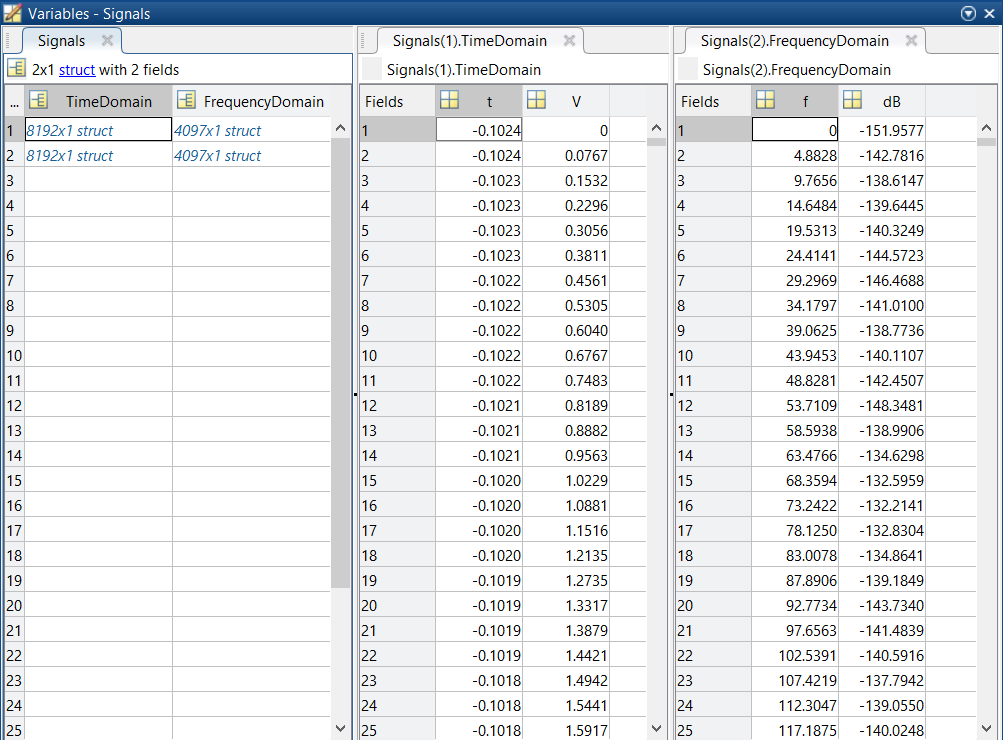 Variables - Signals
Signals
Signals(1).TimeDomain
Signals(2).FrequencyDomain
2x1 struct with 2 fields
Signals(1).TimeDomain
Signals(2).FrequencyDomain
... TimeDomain FrequencyDomain Fields t V Fields f dB
1 8192x1 struct 4097x1 struct 1 -0.1024 0 1 0 -151.9577
2 8192x1 struct 4097x1 struct 2 -0.1024 0.0767 2 4.8828 -142.7816
3 3 -0.1023 0.1532 3 9.7656 -138.6147
4 4 -0.1023 0.2296 4 14.6484 -139.6445
5 5 -0.1023 0.3056 5 19.5313 -140.3249
6 6 -0.1023 0.3811 6 24.4141 -144.5723
7 7 -0.1022 0.4561 7 29.2969 -146.4688
8 8 -0.1022 0.5305 8 34.1797 -141.0100
9 9 -0.1022 0.6040 9 39.0625 -138.7736
10 10 -0.1022 0.6767 10 43.9453 -140.1107
11 11 -0.1022 0.7483 11 48.8281 -142.4507
12 12 -0.1021 0.8189 12 53.7109 -148.3481
13 13 -0.1021 0.8882 13 58.5938 -138.9906
14 14 -0.1021 0.9563 14 63.4766 -134.6298
15 15 -0.1020 1.0229 15 68.3594 -132.5959
16 16 -0.1020 1.0881 16 73.2422 -132.2141
17 17 -0.1020 1.1516 17 78.1250 -132.8304
18 18 -0.1020 1.2135 18 83.0078 -134.8641
19 19 -0.1019 1.2735 19 87.8906 -139.1849
20 20 -0.1019 1.3317 20 92.7734 -143.7340
21 21 -0.1019 1.3879 21 97.6563 -141.4839
22 22 -0.1019 1.4421 22 102.5391 -140.5916
23 23 -0.1018 1.4942 23 107.4219 -137.7942
24 24 -0.1018 1.5441 24 112.3047 -139.0550
25 25 -0.1018 1.5917 25 117.1875 -140.0248